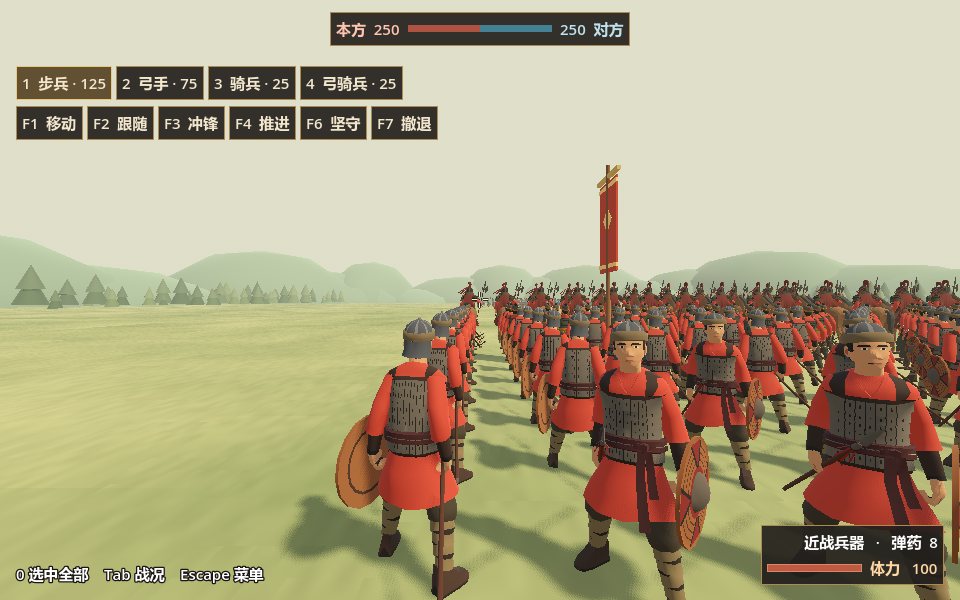 本方 250 250 对方
1 步兵 · 125 2 弓手 · 75 3 骑兵 · 25 4 弓骑兵 · 25
F1 移动 F2 跟随 F3 冲锋 F4 推进 F6 坚守 F7 撤退
近战兵器 · 弹药 8
体力 100
0 选中全部 Tab 战况 Escape 菜单